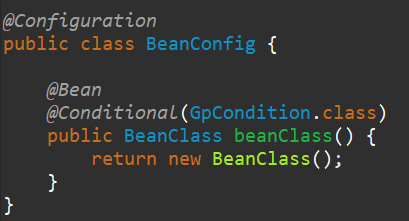 @Configuration
public class BeanConfig {
@Bean
@Conditional(GpCondition.class)
public BeanClass beanClass() {
return new BeanClass();
}
}